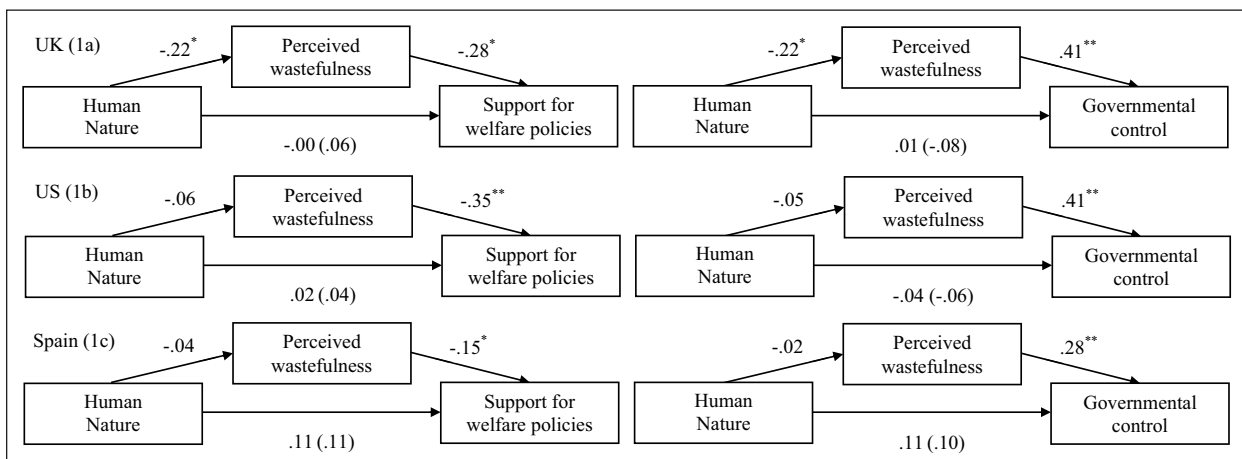 UK (1a)
-.22*
Perceived
wastefulness
-.28*
Human
Nature
Support for
welfare policies
-.00 (.06)
-.22*
Perceived
wastefulness
.41**
Human
Nature
Governmental
control
.01 (-.08)
US (1b)
-.06
Perceived
wastefulness
-.35**
Human
Nature
Support for
welfare policies
.02 (.04)
-.05
Perceived
wastefulness
.41**
Human
Nature
Governmental
control
-.04 (-.06)
Spain (1c)
-.04
Perceived
wastefulness
-.15*
Human
Nature
Support for
welfare policies
.11 (.11)
-.02
Perceived
wastefulness
.28**
Human
Nature
Governmental
control
.11 (.10)